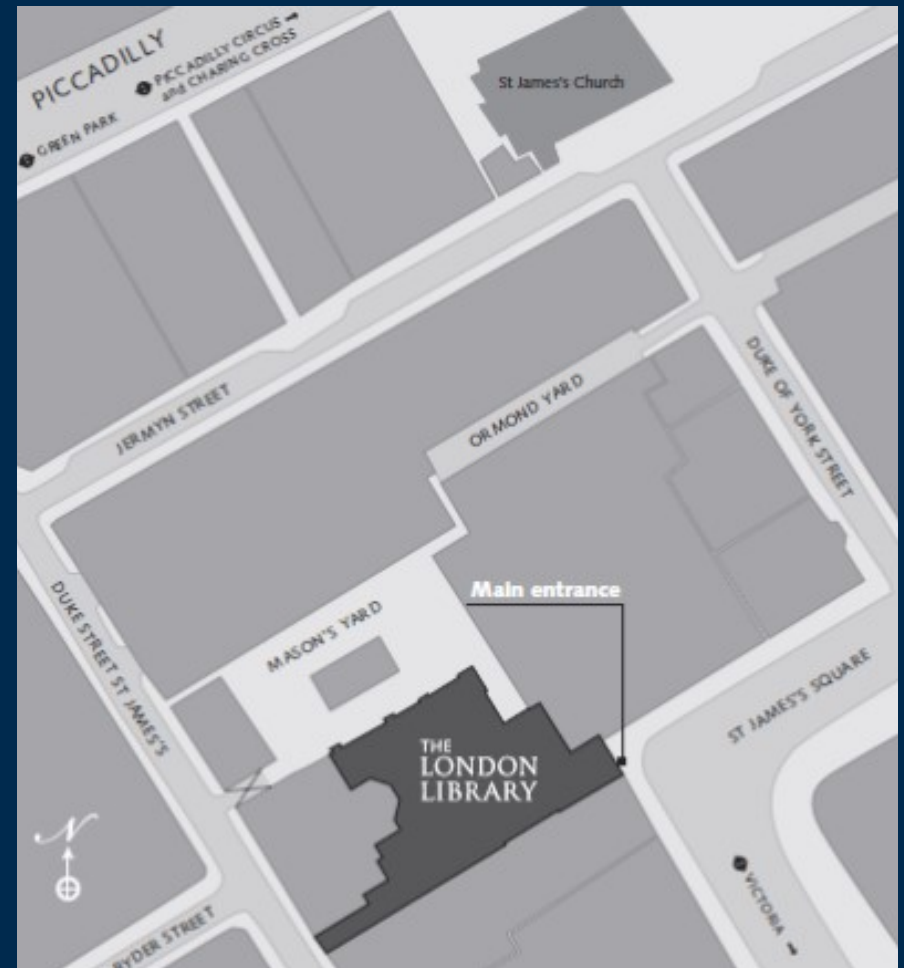 PICCADILLY
PICCADILLY CIRCUS
and CHARING CROSS
GREEN PARK
St James's Church
JERMYN STREET
ORMOND YARD
DUKE OF YORK STREET
Main entrance
DUKE STREET ST JAMES'S
MASON'S YARD
ST JAMES'S SQUARE
THE
LONDON
LIBRARY
N
VICTORIA
RYDER STREET